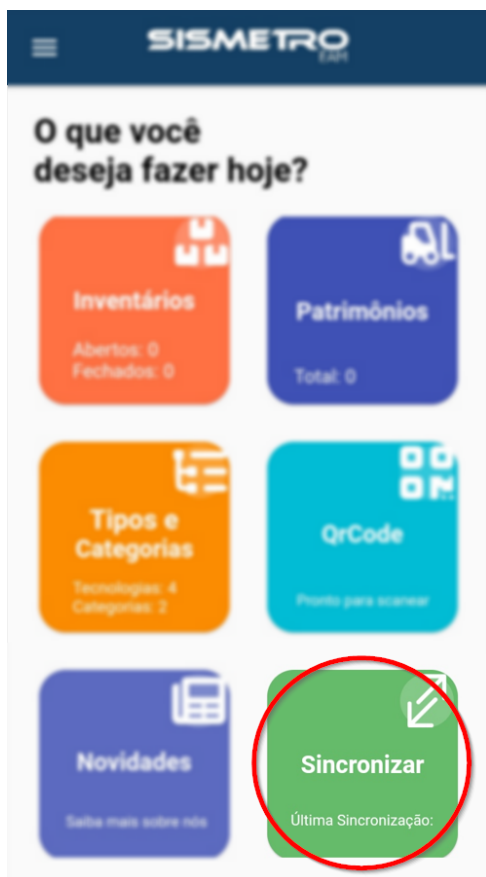 SISMETRO
EAM
O que você
deseja fazer hoje?
Inventários
Abertos: 0
Fechados: 0
Patrimônios
Total: 0
Tipos e
Categorias
Tecnologias: 4
Categorias: 2
QrCode
Pronto para scanear
Novidades
Saiba mais sobre nós
Sincronizar
Última Sincronização: